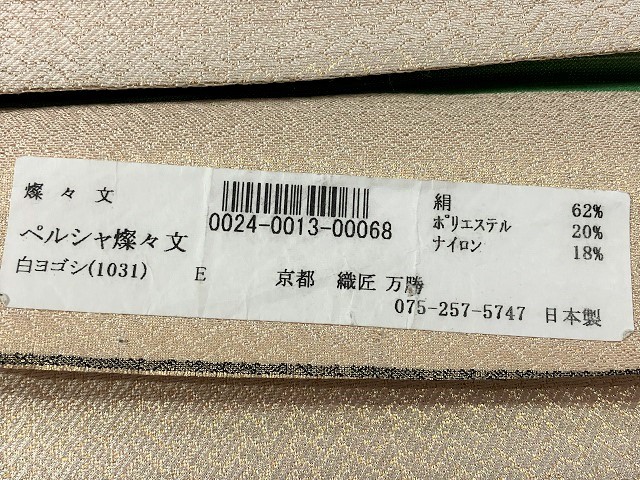 燦々文
0024-0013-00068
絹 62%
ポリエステル 20%
ナイロン 18%
ペルシャ燦々文
白ヨゴシ(1031) E 京都 織匠 万勝
075-257-5747 日本製